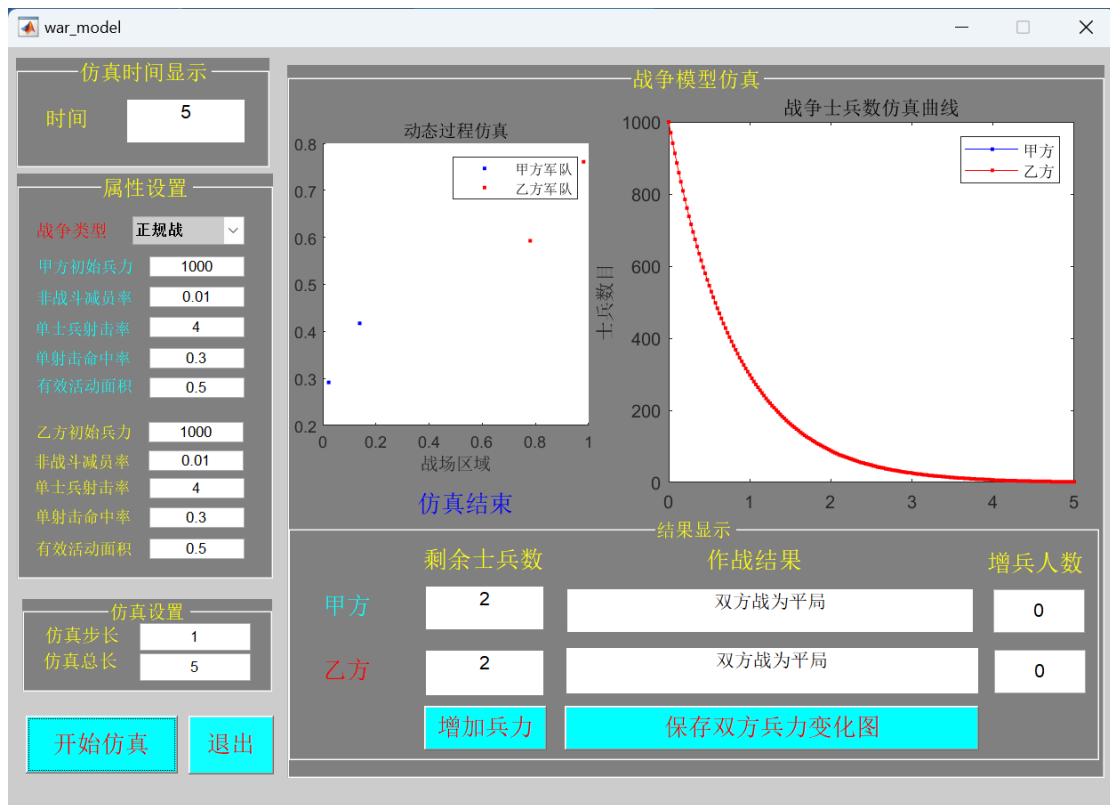 war_model
仿真时间显示
时间
5
属性设置
战争类型 正规战
甲方初始兵力 1000
非战斗减员率 0.01
单士兵射击率 4
单射击命中率 0.3
有效活动面积 0.5
乙方初始兵力 1000
非战斗减员率 0.01
单士兵射击率 4
单射击命中率 0.3
有效活动面积 0.5
仿真设置
仿真步长 1
仿真总长 5
开始仿真 退出
战争模型仿真
动态过程仿真
甲方军队
乙方军队
0.8
0.7
0.6
0.5
0.4
0.3
0.2
0 0.2 0.4 0.6 0.8 1
战场区域
仿真结束
战争士兵数仿真曲线
甲方
乙方
士兵数目
1000
800
600
400
200
0
0 1 2 3 4 5
结果显示
剩余士兵数 作战结果 增兵人数
甲方 2 双方战为平局 0
乙方 2 双方战为平局 0
增加兵力 保存双方兵力变化图